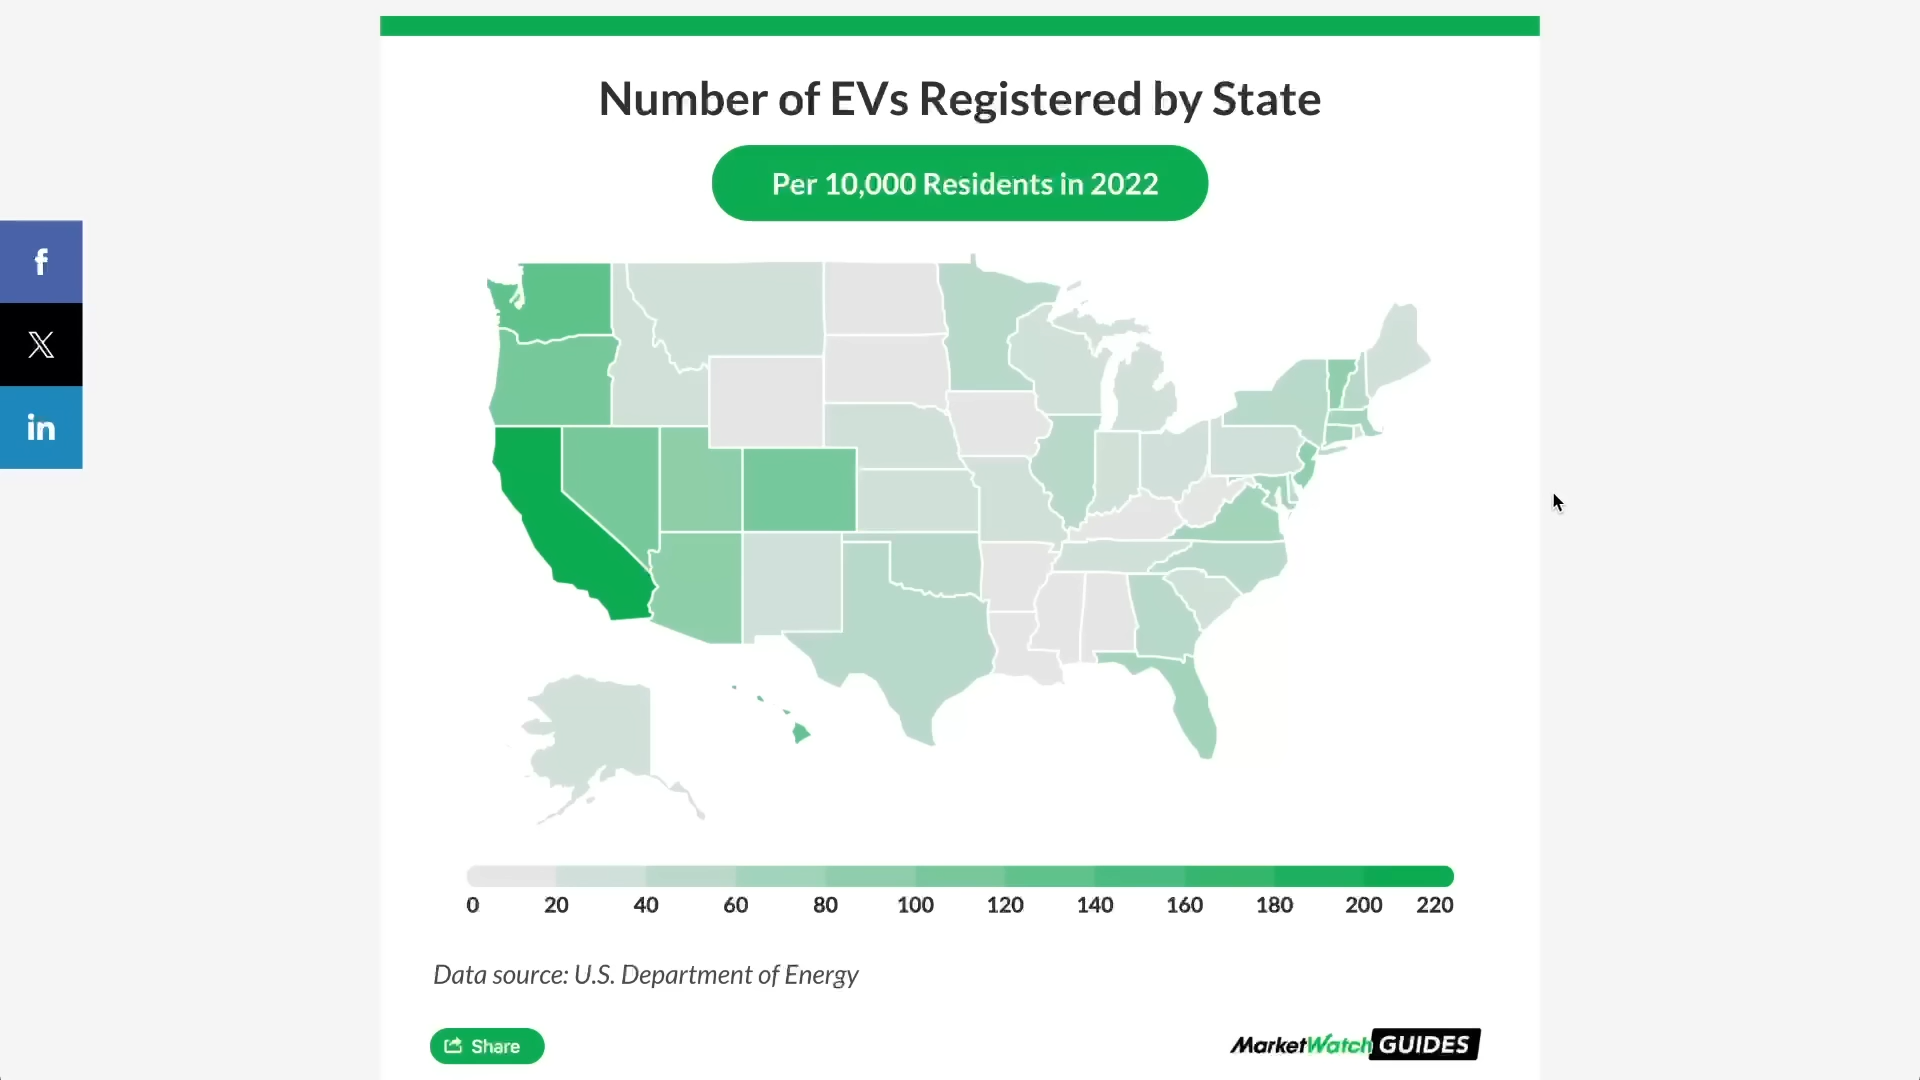 Number of EVs Registered by State
Per 10,000 Residents in 2022
f
X
in
0 20 40 60 80 100 120 140 160 180 200 220
Data source: U.S. Department of Energy
Share
MarketWatch GUIDES